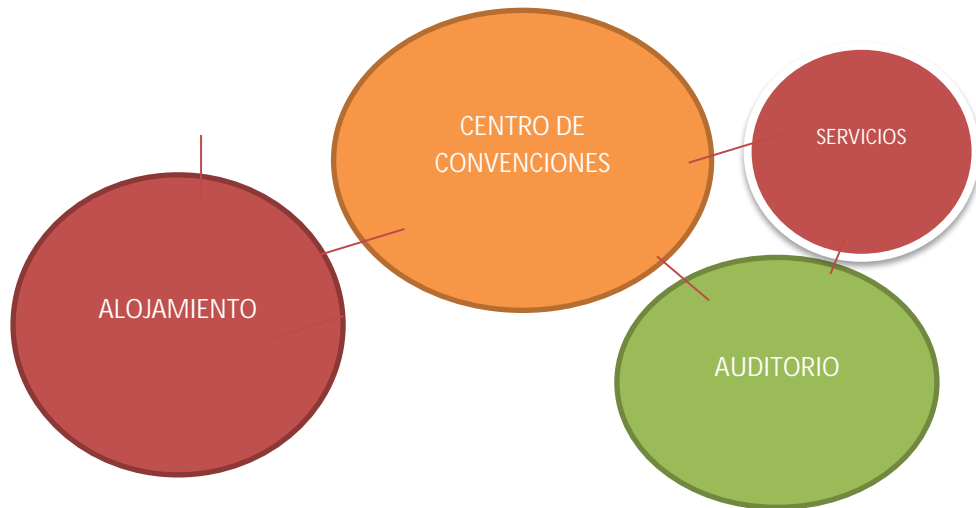 CENTRO DE
CONVENCIONES
SERVICIOS
ALOJAMIENTO
AUDITORIO